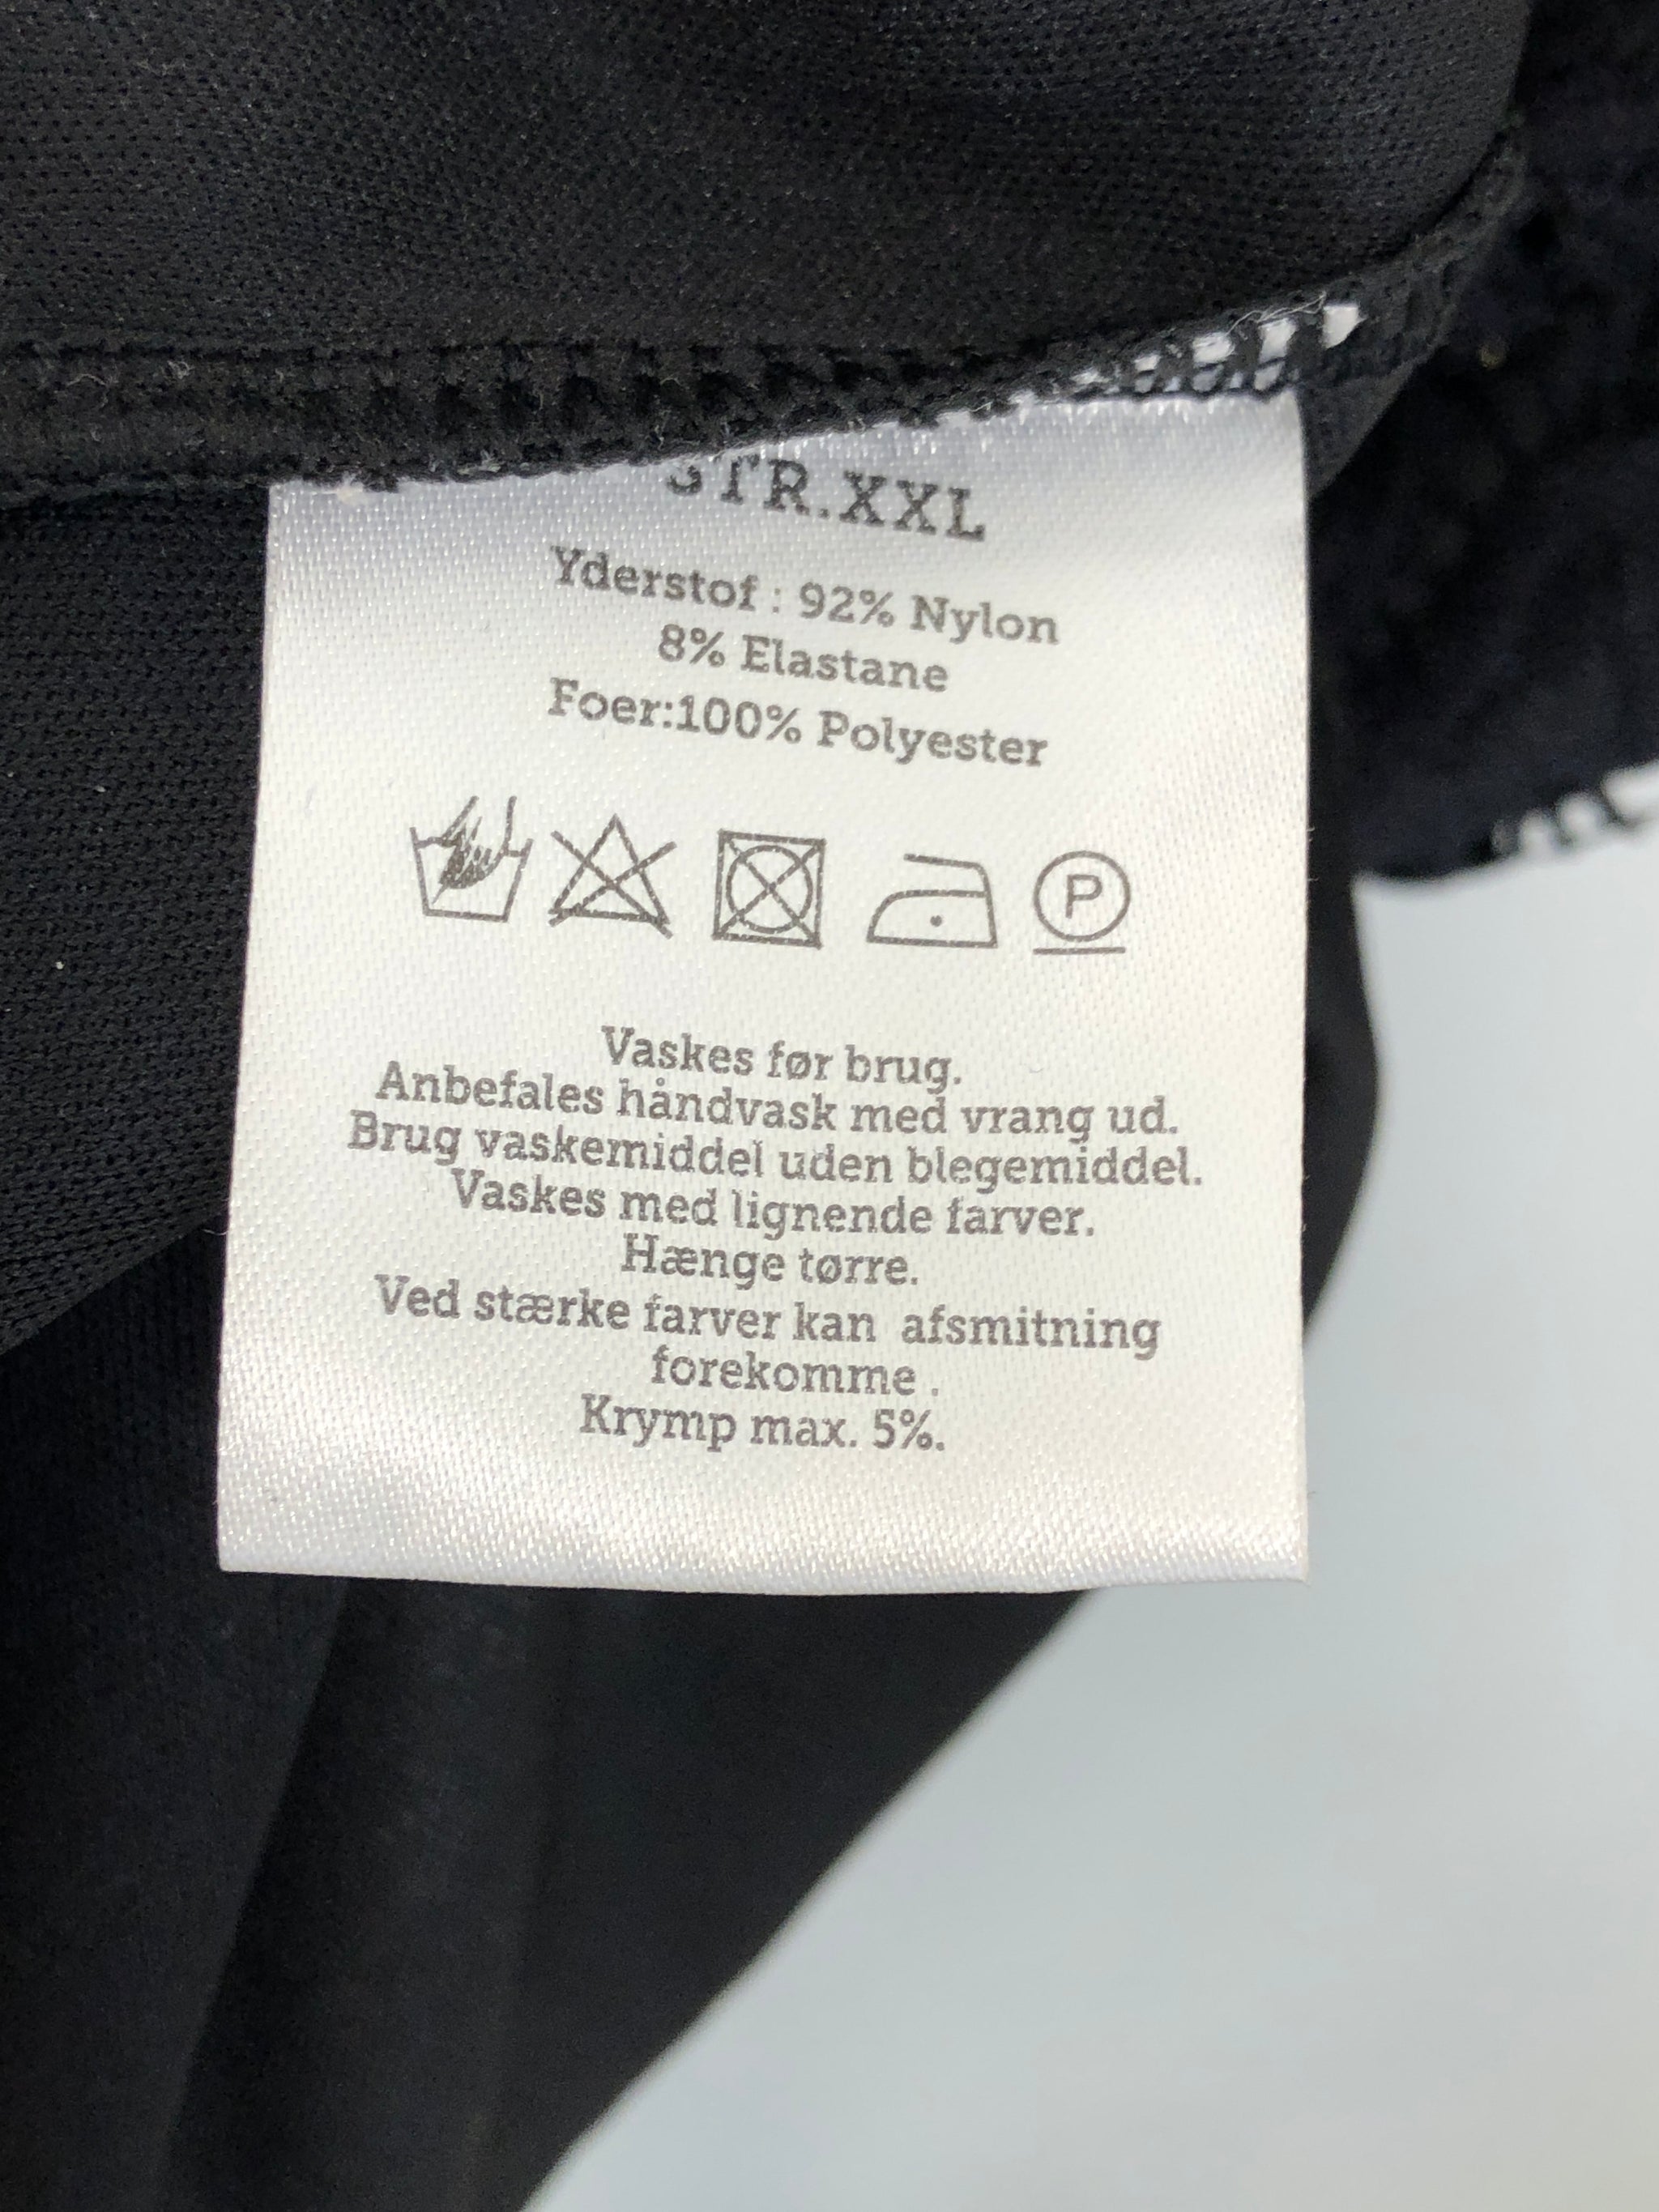 STR.XXL
Yderstof : 92% Nylon
8% Elastane
Foer:100% Polyester
P
Vaskes før brug.
Anbefales håndvask med vrang ud.
Brug vaskemiddel uden blegemiddel.
Vaskes med lignende farver.
Hænge tørre.
Ved stærke farver kan afsmitning
forekomme .
Krymp max. 5%.